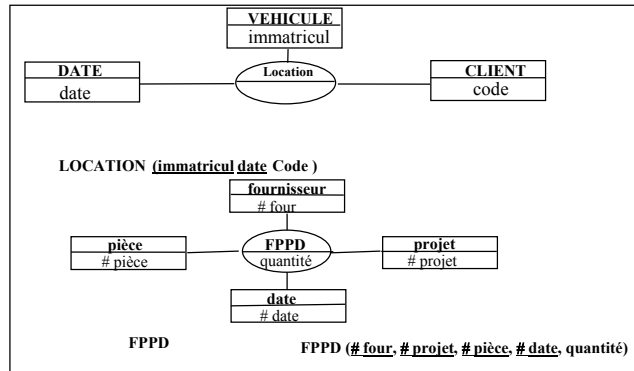 VEHICULE
immatricul
DATE
date
Location
CLIENT
code
LOCATION (immatricul date Code )
fournisseur
# four
pièce
# pièce
FPPD
quantité
projet
# projet
date
# date
FPPD
FPPD (# four, # projet, # pièce, # date, quantité)